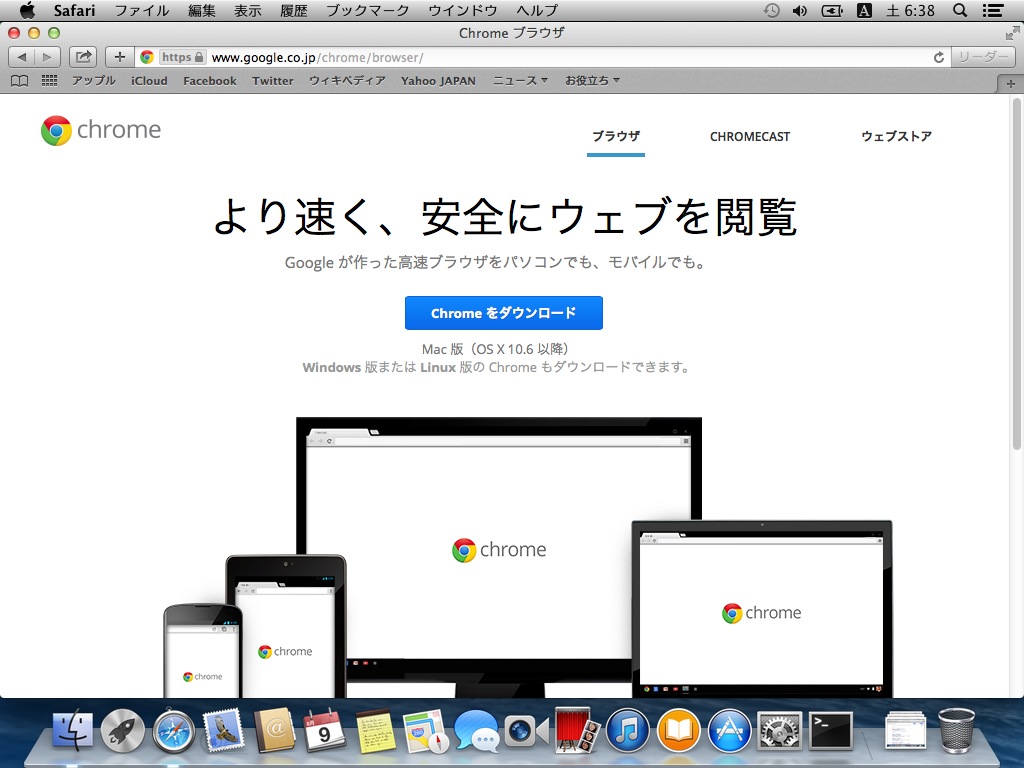 Safari ファイル 編集 表示 履歴 ブックマーク ウインドウ ヘルプ A 土 6:38
Chrome ブラウザ
https www.google.co.jp/chrome/browser/ リーダー
アップル iCloud Facebook Twitter ウィキペディア Yahoo JAPAN ニュース お役立ち
chrome
ブラウザ CHROMECAST ウェブストア
より速く、安全にウェブを閲覧
Google が作った高速ブラウザをパソコンでも、モバイルでも。
Chrome をダウンロード
Mac 版（OS X 10.6 以降）
Windows 版または Linux 版の Chrome もダウンロードできます。
chrome
chrome
chrome
chrome
9